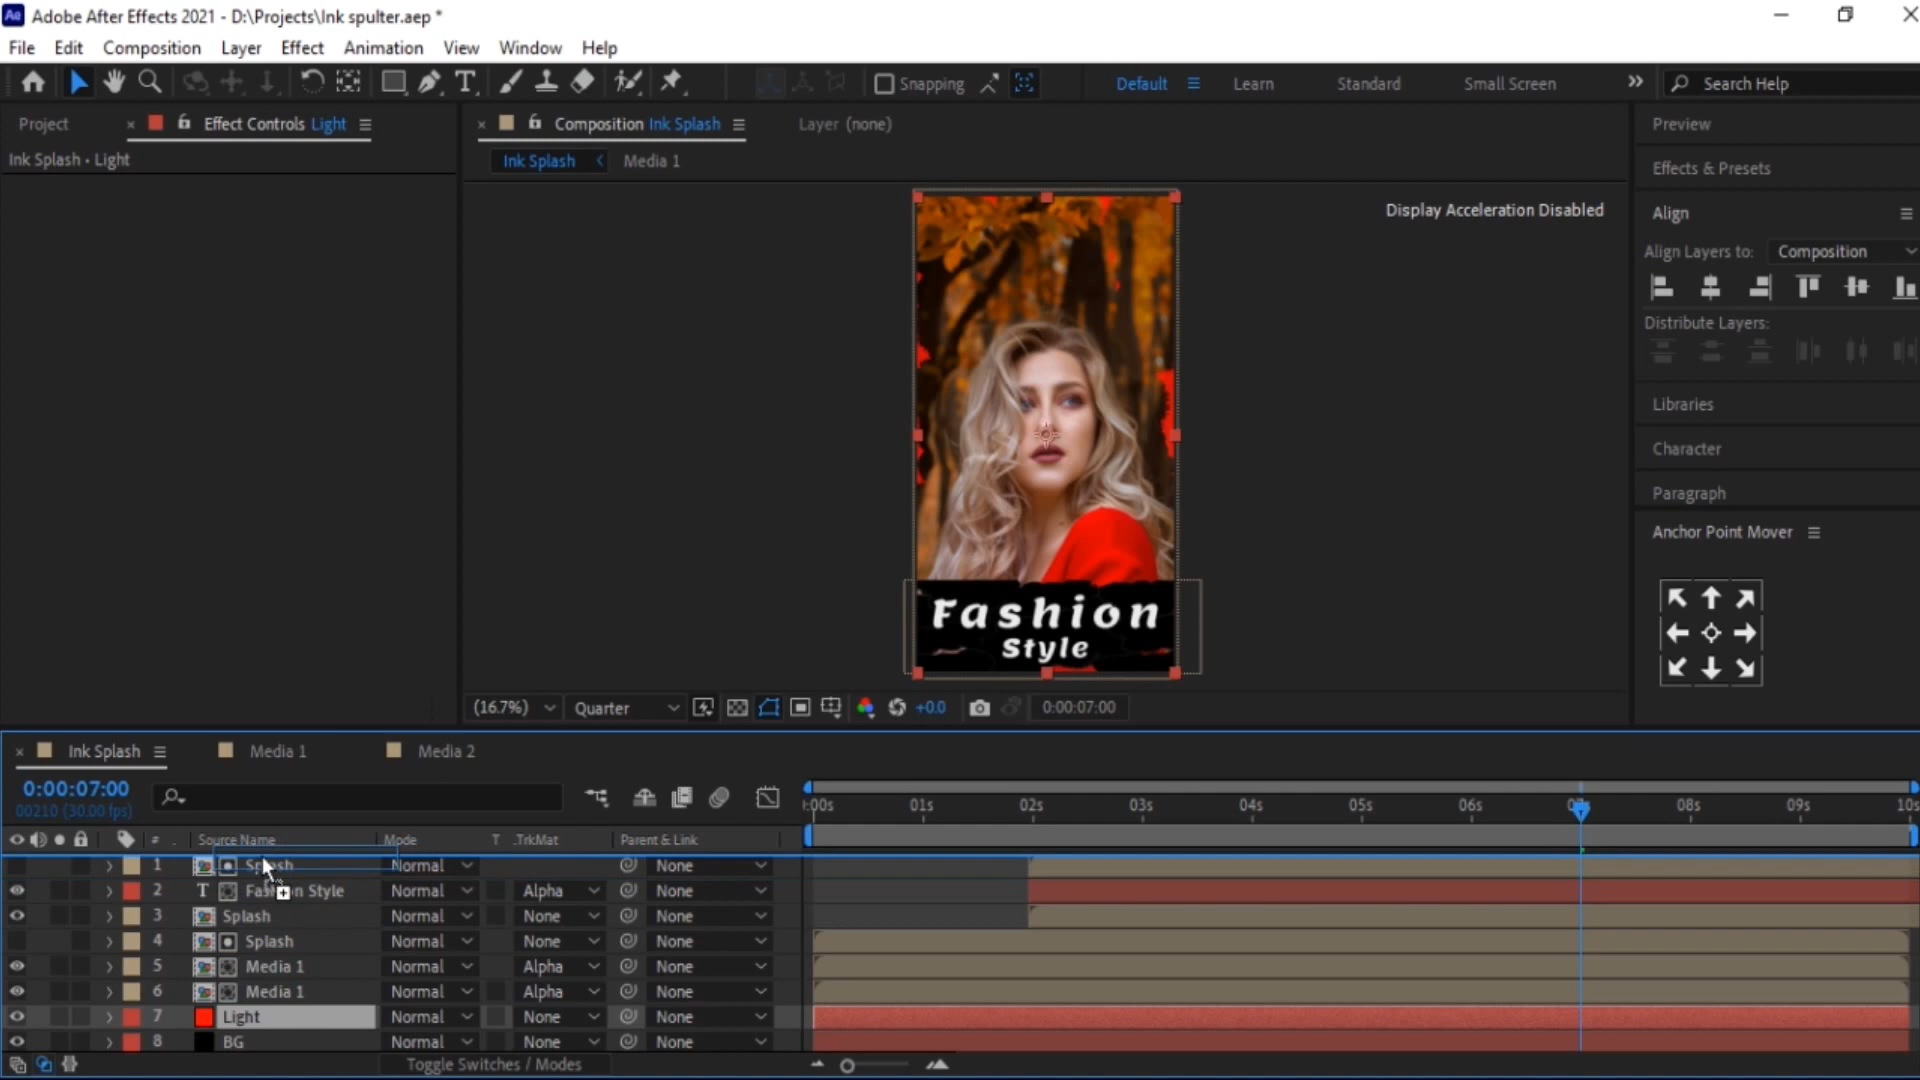 Ae Adobe After Effects 2021 - D:\Projects\Ink spulter.aep *
File Edit Composition Layer Effect Animation View Window Help
Snapping Default Learn Standard Small Screen Search Help
Project Effect Controls Light
Composition Ink Splash Layer (none)
Ink Splash • Light
Ink Splash Media 1
Display Acceleration Disabled
Fashion
Style
(16.7%) Quarter +0.0 0:00:07:00
Preview
Effects & Presets
Align
Align Layers to: Composition
Distribute Layers:
Libraries
Character
Paragraph
Anchor Point Mover
Ink Splash Media 1 Media 2
0:00:07:00
00210 (30.00 fps)
:00s 01s 02s 03s 04s 05s 06s 08s 09s 10s
# Source Name Mode T .TrkMat Parent & Link
1 Splash Normal None
2 T Fashion Style Normal Alpha None
3 Splash Normal None None
4 Splash Normal None None
5 Media 1 Normal Alpha None
6 Media 1 Normal Alpha None
7 Light Normal None None
8 BG Normal None None
Toggle Switches / Modes